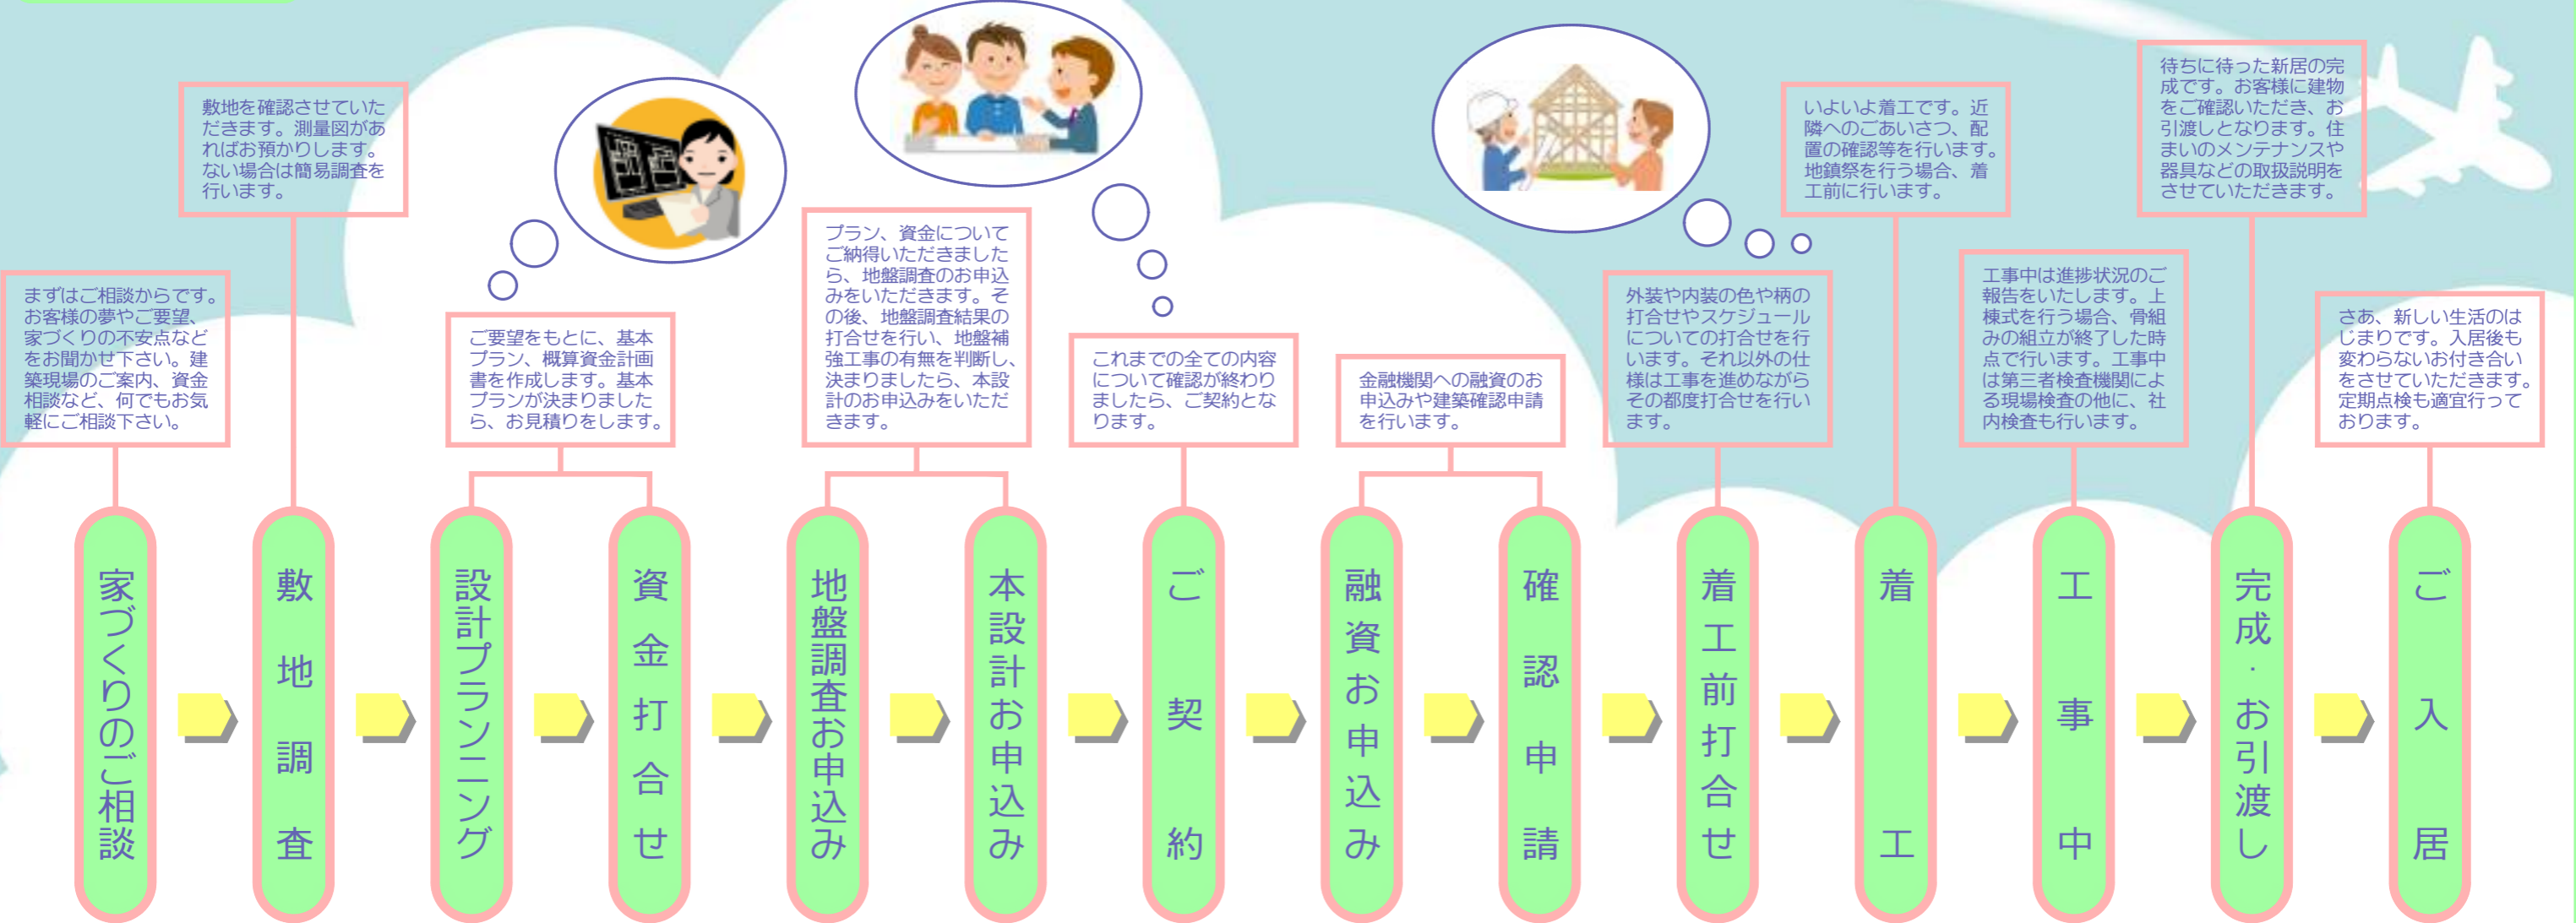 まずはご相談からです。
お客様の夢やご要望、
家づくりの不安点など
をお聞かせ下さい。建
築現場のご案内、資金
相談など、何でもお気
軽にご相談下さい。
敷地を確認させていた
だきます。測量図があ
ればお預かりします。
ない場合は簡易調査を
行います。
ご要望をもとに、基本
プラン、概算資金計画
書を作成します。基本
プランが決まりました
ら、お見積りをします。
プラン、資金について
ご納得いただきました
ら、地盤調査のお申込
みをいただきます。そ
の後、地盤調査結果の
打合せを行い、地盤補
強工事の有無を判断し、
決まりましたら、本設
計のお申込みをいただ
きます。
これまでの全ての内容
について確認が終わり
ましたら、ご契約とな
ります。
金融機関への融資のお
申込みや建築確認申請
を行います。
外装や内装の色や柄の
打合せやスケジュール
についての打合せを行
います。それ以外の仕
様は工事を進めながら
その都度打合せを行い
ます。
いよいよ着工です。近
隣へのごあいさつ、配
置の確認等を行います。
地鎮祭を行う場合、着
工前に行います。
工事中は進捗状況のご
報告をいたします。上
棟式を行う場合、骨組
みの組立が終了した時
点で行います。工事中
は第三者検査機関によ
る現場検査の他に、社
内検査も行います。
待ちに待った新居の完
成です。お客様に建物
をご確認いただき、お
引渡しとなります。住
まいのメンテナンスや
器具などの取扱説明を
させていただきます。
さあ、新しい生活のは
じまりです。入居後も
変わらないお付き合い
をさせていただきます。
定期点検も適宜行って
おります。
家づくりのご相談
敷地調査
設計プランニング
資金打合せ
地盤調査お申込み
本設計お申込み
ご契約
融資お申込み
確認申請
着工前打合せ
着工
工事中
完成・お引渡し
ご入居